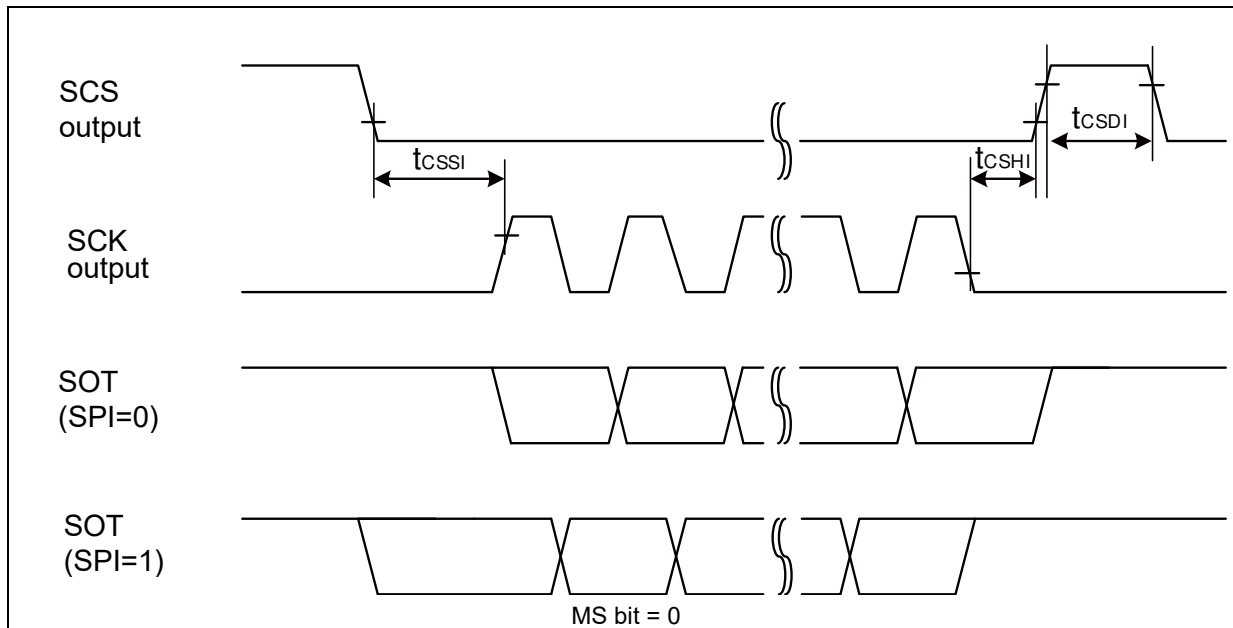 SCS
output
tCSSI
tCSHI
tCSDI
SCK
output
SOT
(SPI=0)
SOT
(SPI=1)
MS bit = 0